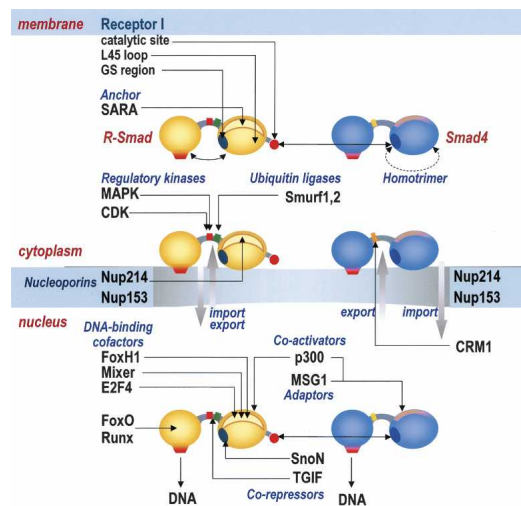 membrane Receptor I
catalytic site
L45 loop
GS region
Anchor
SARA
R-Smad
Smad4
Regulatory kinases
Ubiquitin ligases
Homotrimer
MAPK
Smurf1,2
CDK
cytoplasm
Nucleoporins
Nup214
Nup153
Nup214
Nup153
nucleus
import
export
export
import
DNA-binding
cofactors
Co-activators
CRM1
FoxH1
p300
Mixer
MSG1
E2F4
Adaptors
FoxO
Runx
SnoN
TGIF
DNA
Co-repressors
DNA